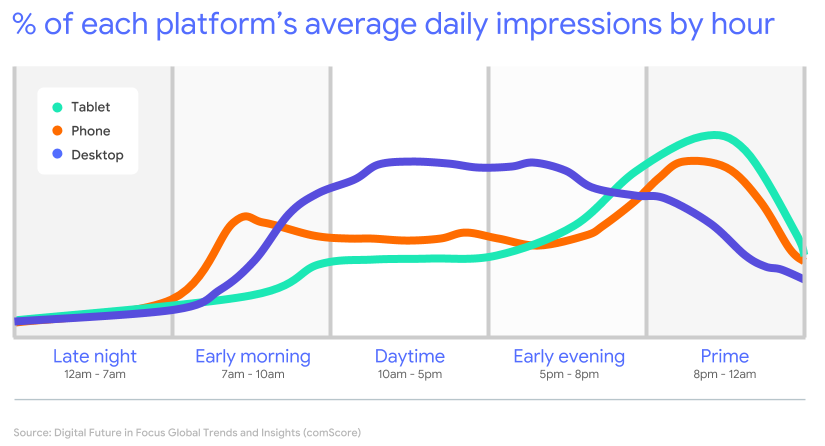 % of each platform’s average daily impressions by hour
Tablet
Phone
Desktop
Late night
12am - 7am
Early morning
7am - 10am
Daytime
10am - 5pm
Early evening
5pm - 8pm
Prime
8pm - 12am
Source: Digital Future in Focus Global Trends and Insights (comScore)